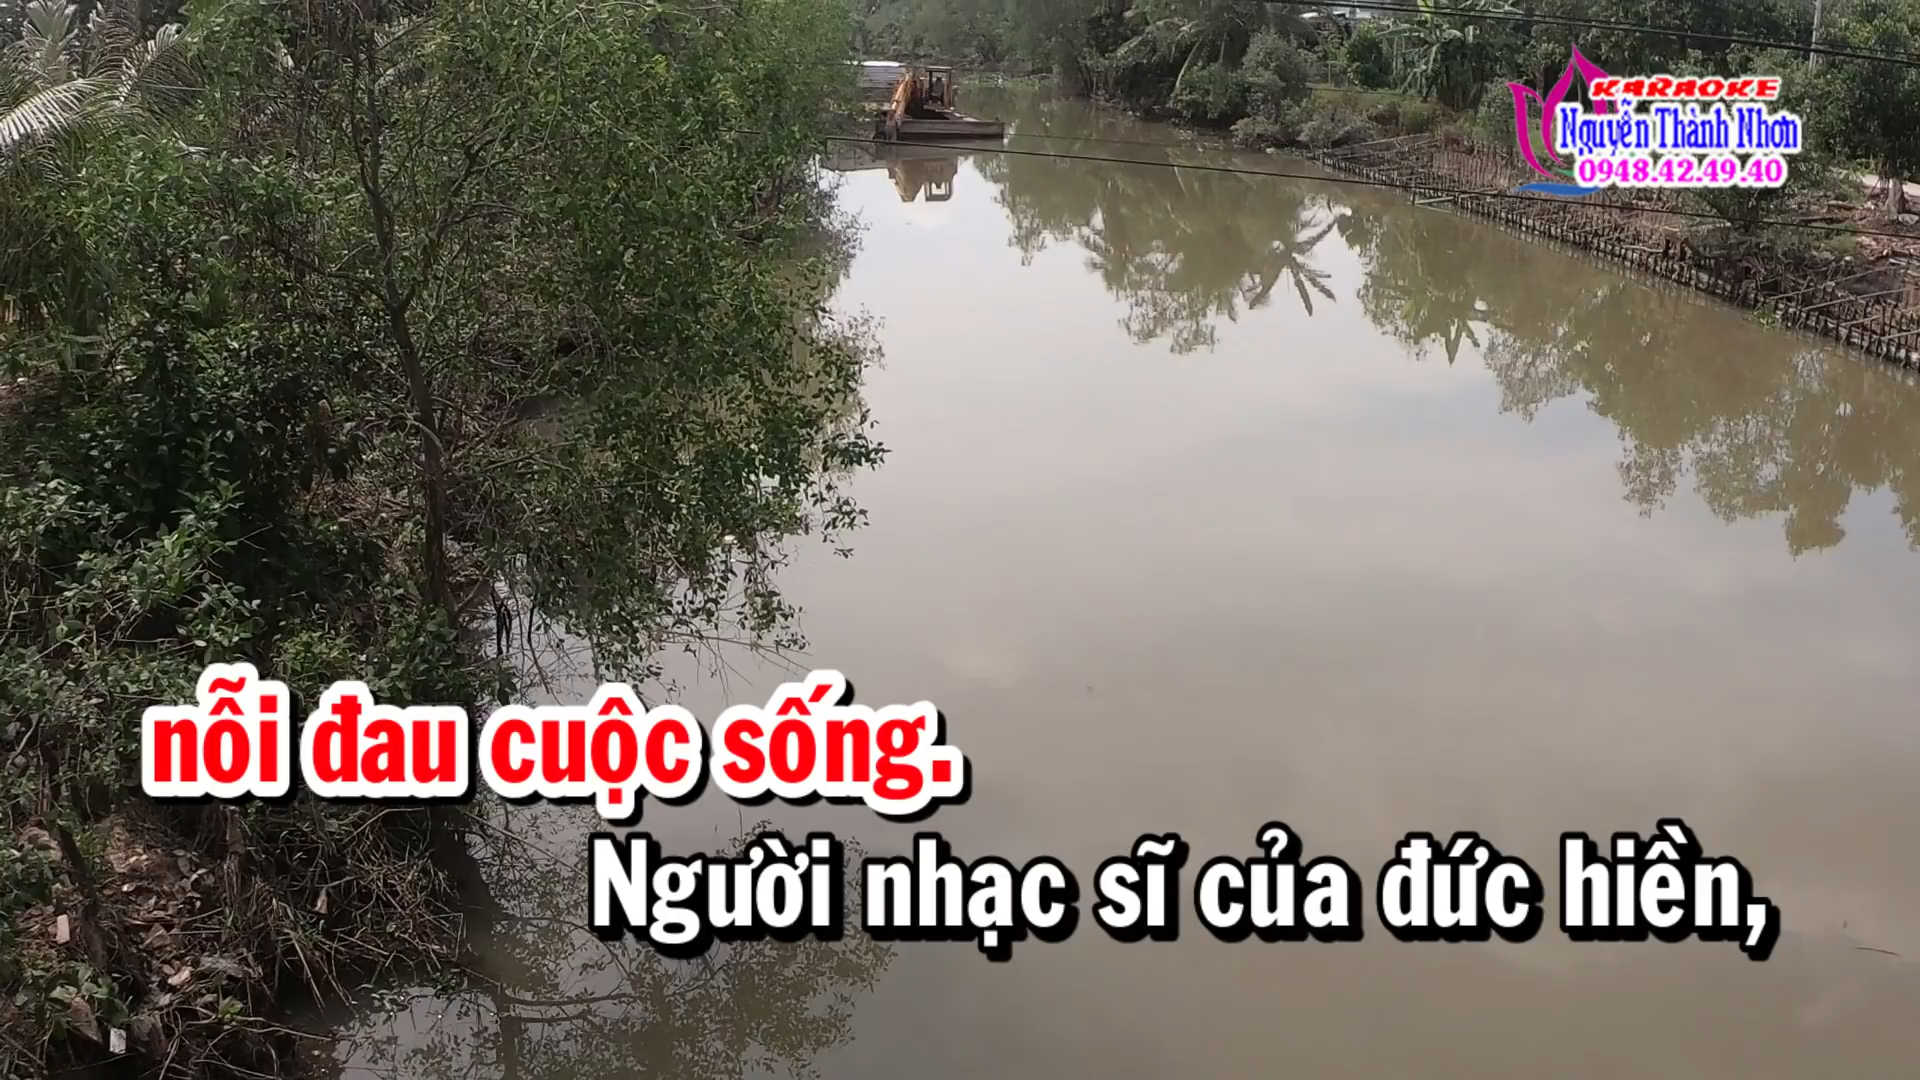 KARAOKE
Nguyễn Thành Nhơn
0948.42.49.40
nỗi đau cuộc sống.
Người nhạc sĩ của đức hiền,